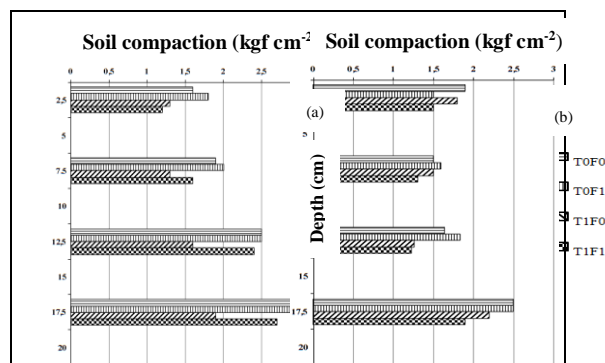 Soil compaction (kgf cm-2
Soil compaction (kgf cm-2)
0 0,5 1 1,5 2 2,5
0 0,5 1 1,5 2 2,5 3
2,5
5
7,5
10
12,5
15
17,5
20
(a)
Depth (cm)
5
17,5
20
(b)
T0F0
T0F1
T1F0
T1F1